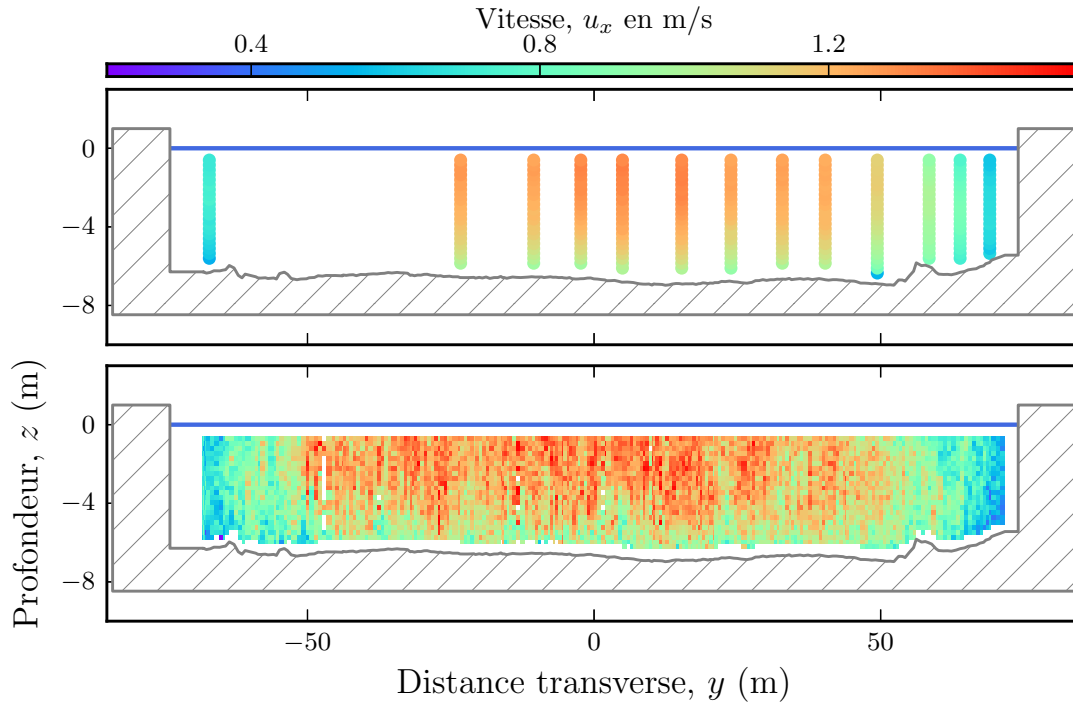 Vitesse, u_x en m/s
0.4 0.8 1.2
0
−4
−8
0
−4
−8
Profondeur, z (m)
−50 0 50
Distance transverse, y (m)